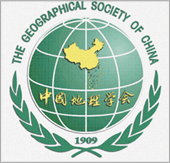 THE GEOGRAPHICAL SOCIETY OF CHINA
中国地理学会
1909